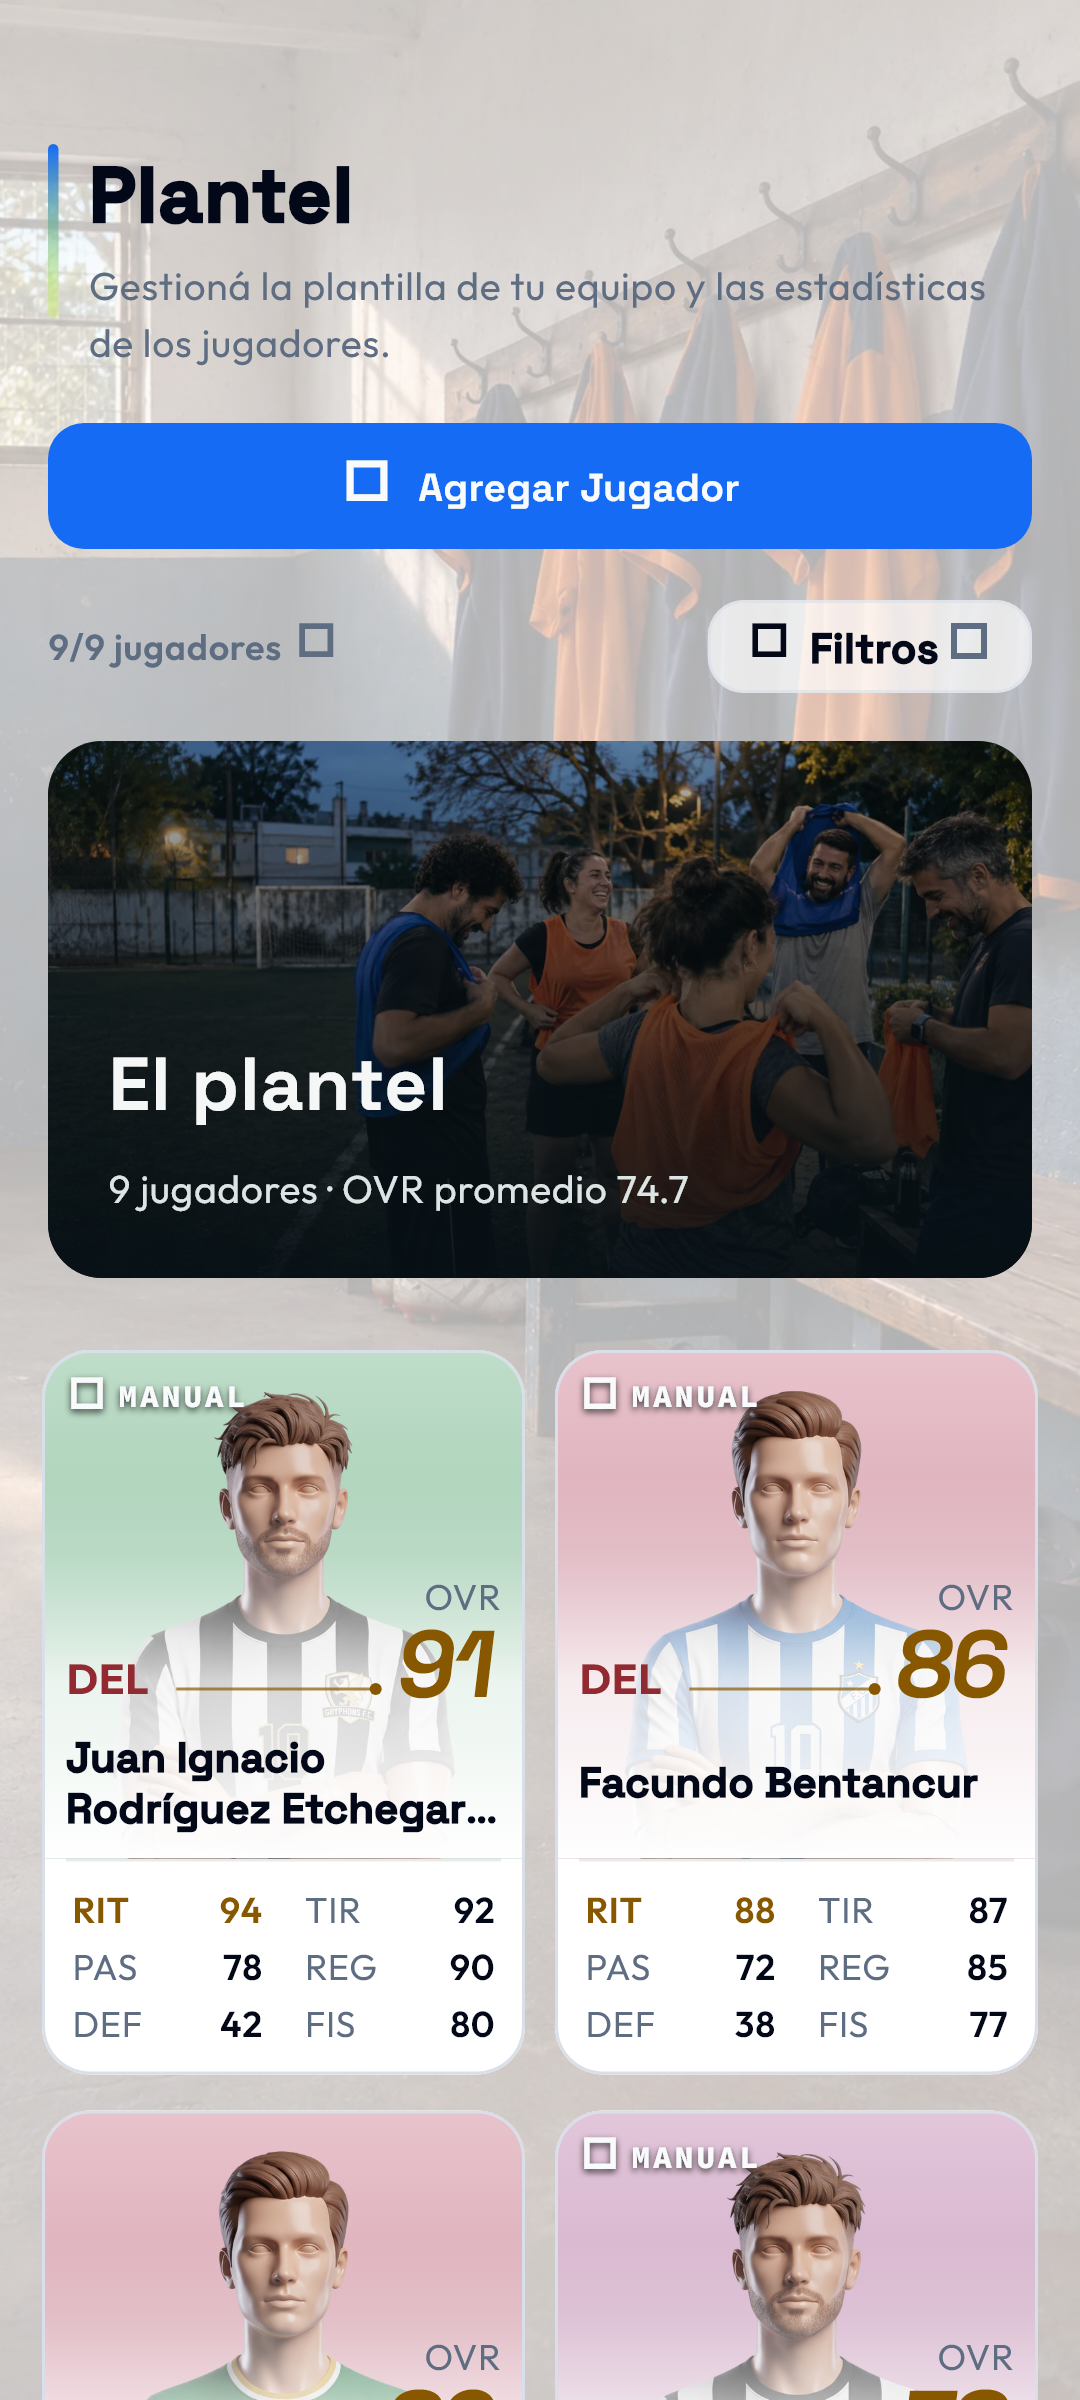 Plantel
Gestioná la plantilla de tu equipo y las estadísticas
de los jugadores.
Agregar Jugador
9/9 jugadores
Filtros
El plantel
9 jugadores · OVR promedio 74.7
MANUAL
OVR
DEL
91
10
GRYPHONS F.C.
Juan Ignacio
Rodríguez Etchegar...
RIT 94 TIR 92
PAS 78 REG 90
DEF 42 FIS 80
MANUAL
OVR
DEL
86
10
Facundo Bentancur
RIT 88 TIR 87
PAS 72 REG 85
DEF 38 FIS 77
OVR
MANUAL
OVR